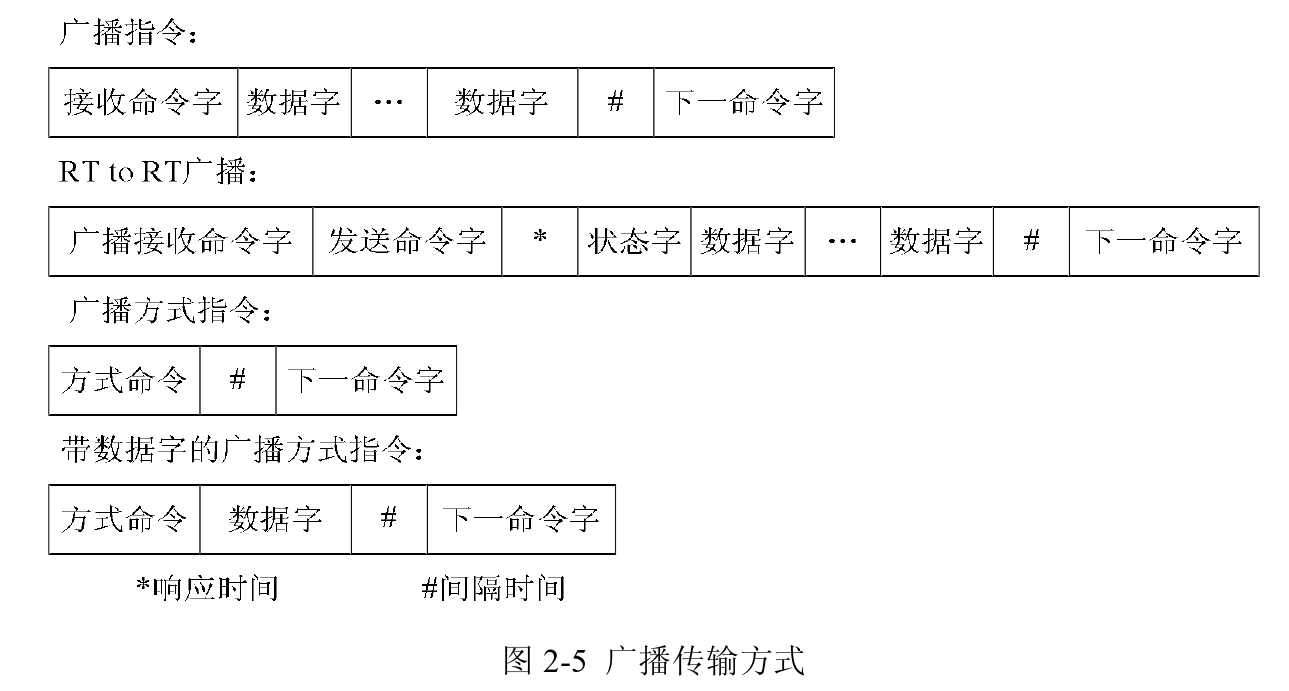 广播指令：
接收命令字 数据字 … 数据字 # 下一命令字
RT to RT广播：
广播接收命令字 发送命令字 * 状态字 数据字 … 数据字 # 下一命令字
广播方式指令：
方式命令 # 下一命令字
带数据字的广播方式指令：
方式命令 数据字 # 下一命令字
*响应时间 #间隔时间
图 2-5 广播传输方式